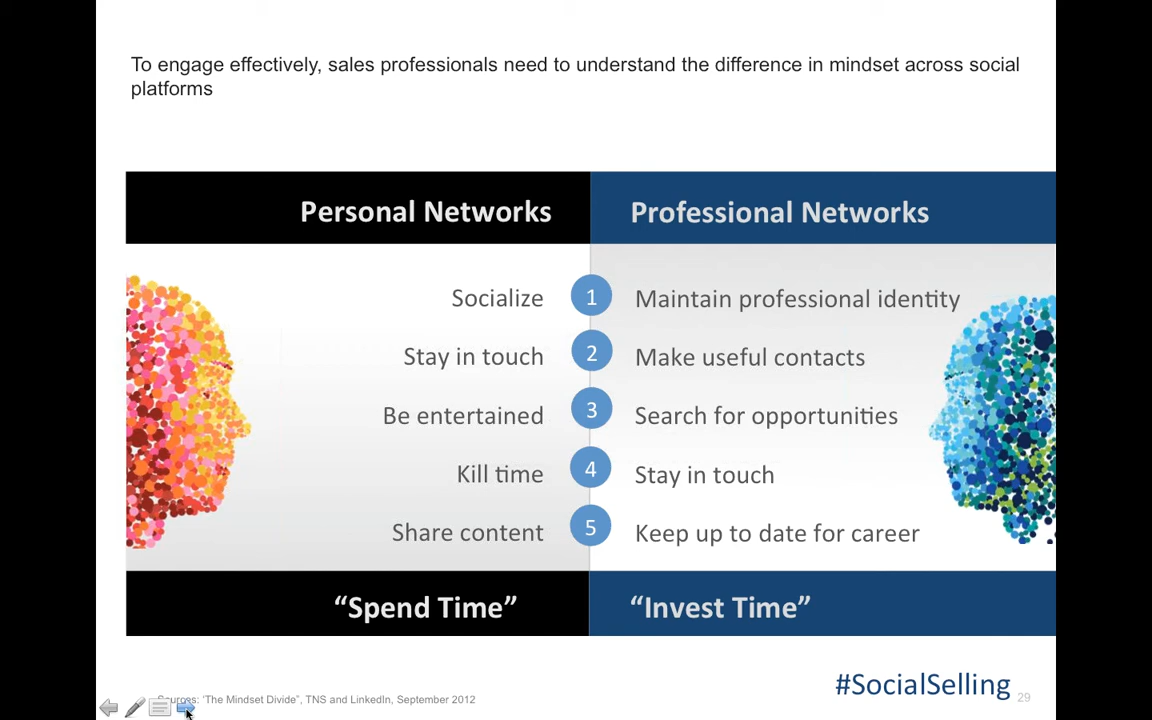 To engage effectively, sales professionals need to understand the difference in mindset across social
platforms
Personal Networks
Professional Networks
Socialize 1 Maintain professional identity
Stay in touch 2 Make useful contacts
Be entertained 3 Search for opportunities
Kill time 4 Stay in touch
Share content 5 Keep up to date for career
“Spend Time”
“Invest Time”
#SocialSelling
29
Sources: ‘The Mindset Divide”, TNS and LinkedIn, September 2012